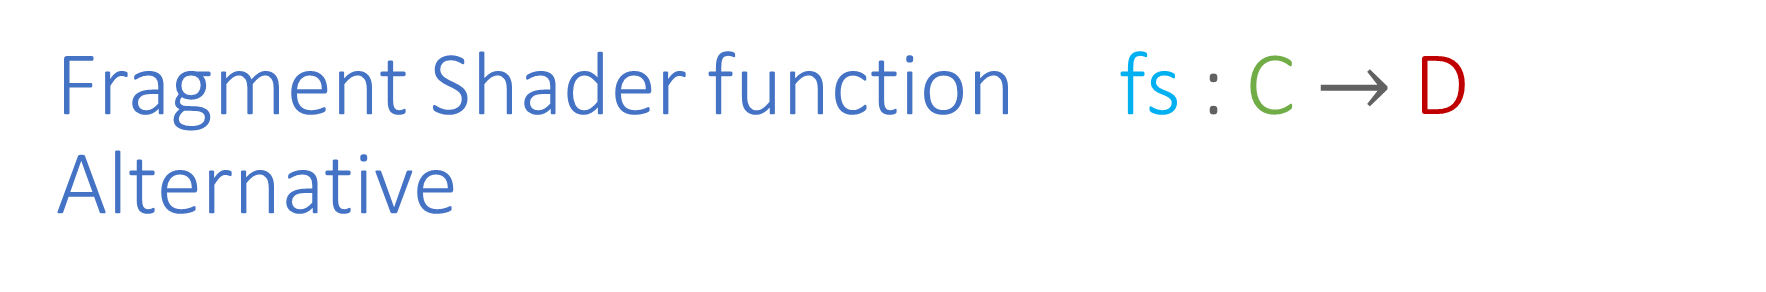 Fragment Shader function fs : C → D
Alternative